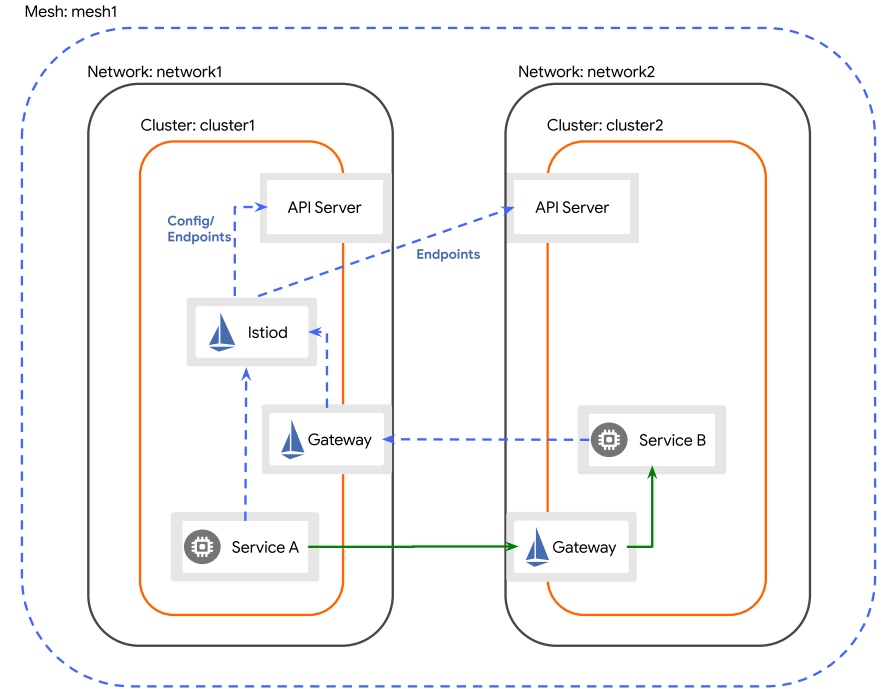 Mesh: mesh1
Network: network1
Network: network2
Cluster: cluster1
Cluster: cluster2
API Server
API Server
Config/
Endpoints
Endpoints
Istiod
Gateway
Service B
Service A
Gateway